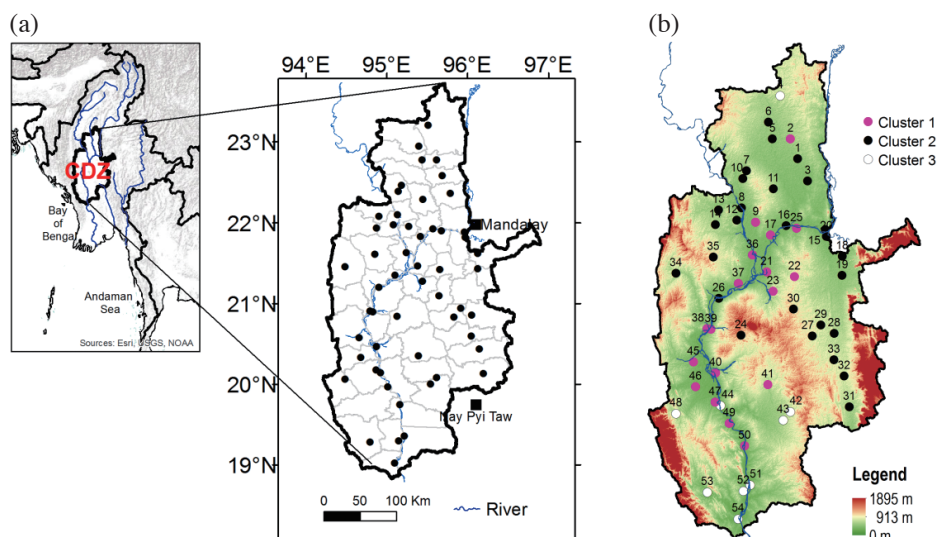 (a)
94°E 95°E 96°E 97°E
23°N
22°N
21°N
20°N
19°N
CDZ
Bay of Bengal
Andaman
Sea
Sources: Esri, USGS, NOAA
Mandalay
Nay Pyi Taw
0 50 100 Km
River
(b)
Cluster 1
Cluster 2
Cluster 3
6
5 2
1
7
10 3
11
13 8
14 12 9 16 25
17 20
15
18
35 36
34 21 22 19
37 23
26
30
29
38 39 24 27 28
33
45 40 32
46 41
47 44 42 31
48 43
49
50
51
53 52
54
Legend
1895 m
913 m
0 m